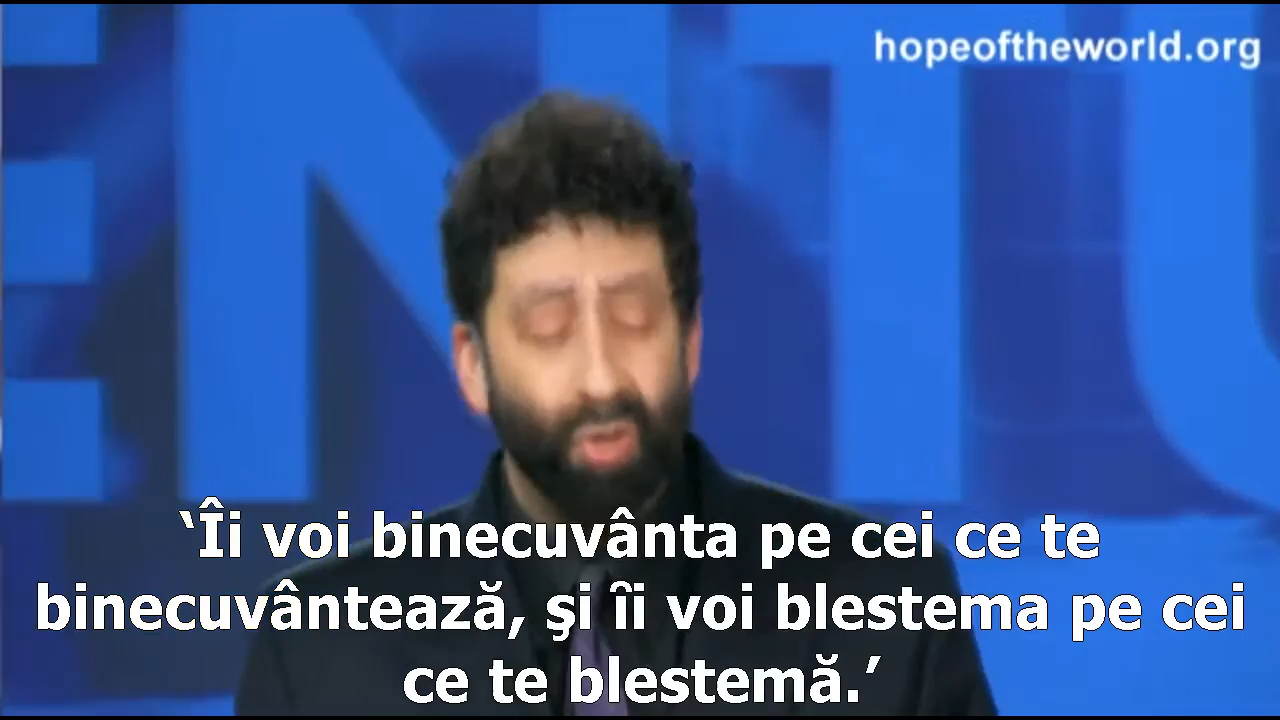 hopeoftheworld.org
ENTU
‘Îi voi binecuvânta pe cei ce te
binecuvântează, şi îi voi blestema pe cei
ce te blestemă.’